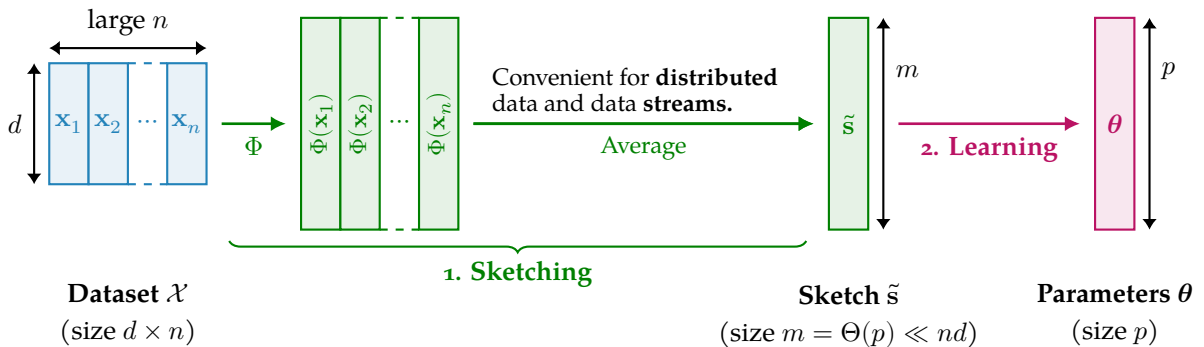 large n
d
x₁ x₂ ... xₙ
Φ
Φ(x₁) Φ(x₂) ... Φ(xₙ)
Convenient for distributed
data and data streams.
Average
s̃
m
2. Learning
θ
p
1. Sketching
Dataset 𝒳
(size d × n)
Sketch s̃
(size m = Θ(p) ≪ nd)
Parameters θ
(size p)